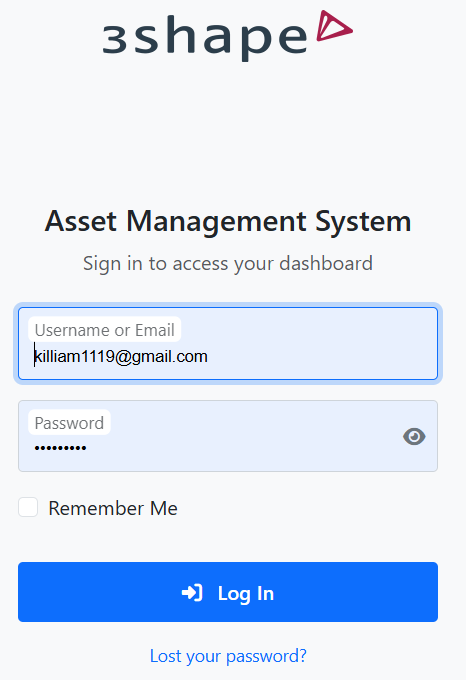 3shape
Asset Management System
Sign in to access your dashboard
Username or Email
killiam1119@gmail.com
Password
•••••••••
Remember Me
Log In
Lost your password?